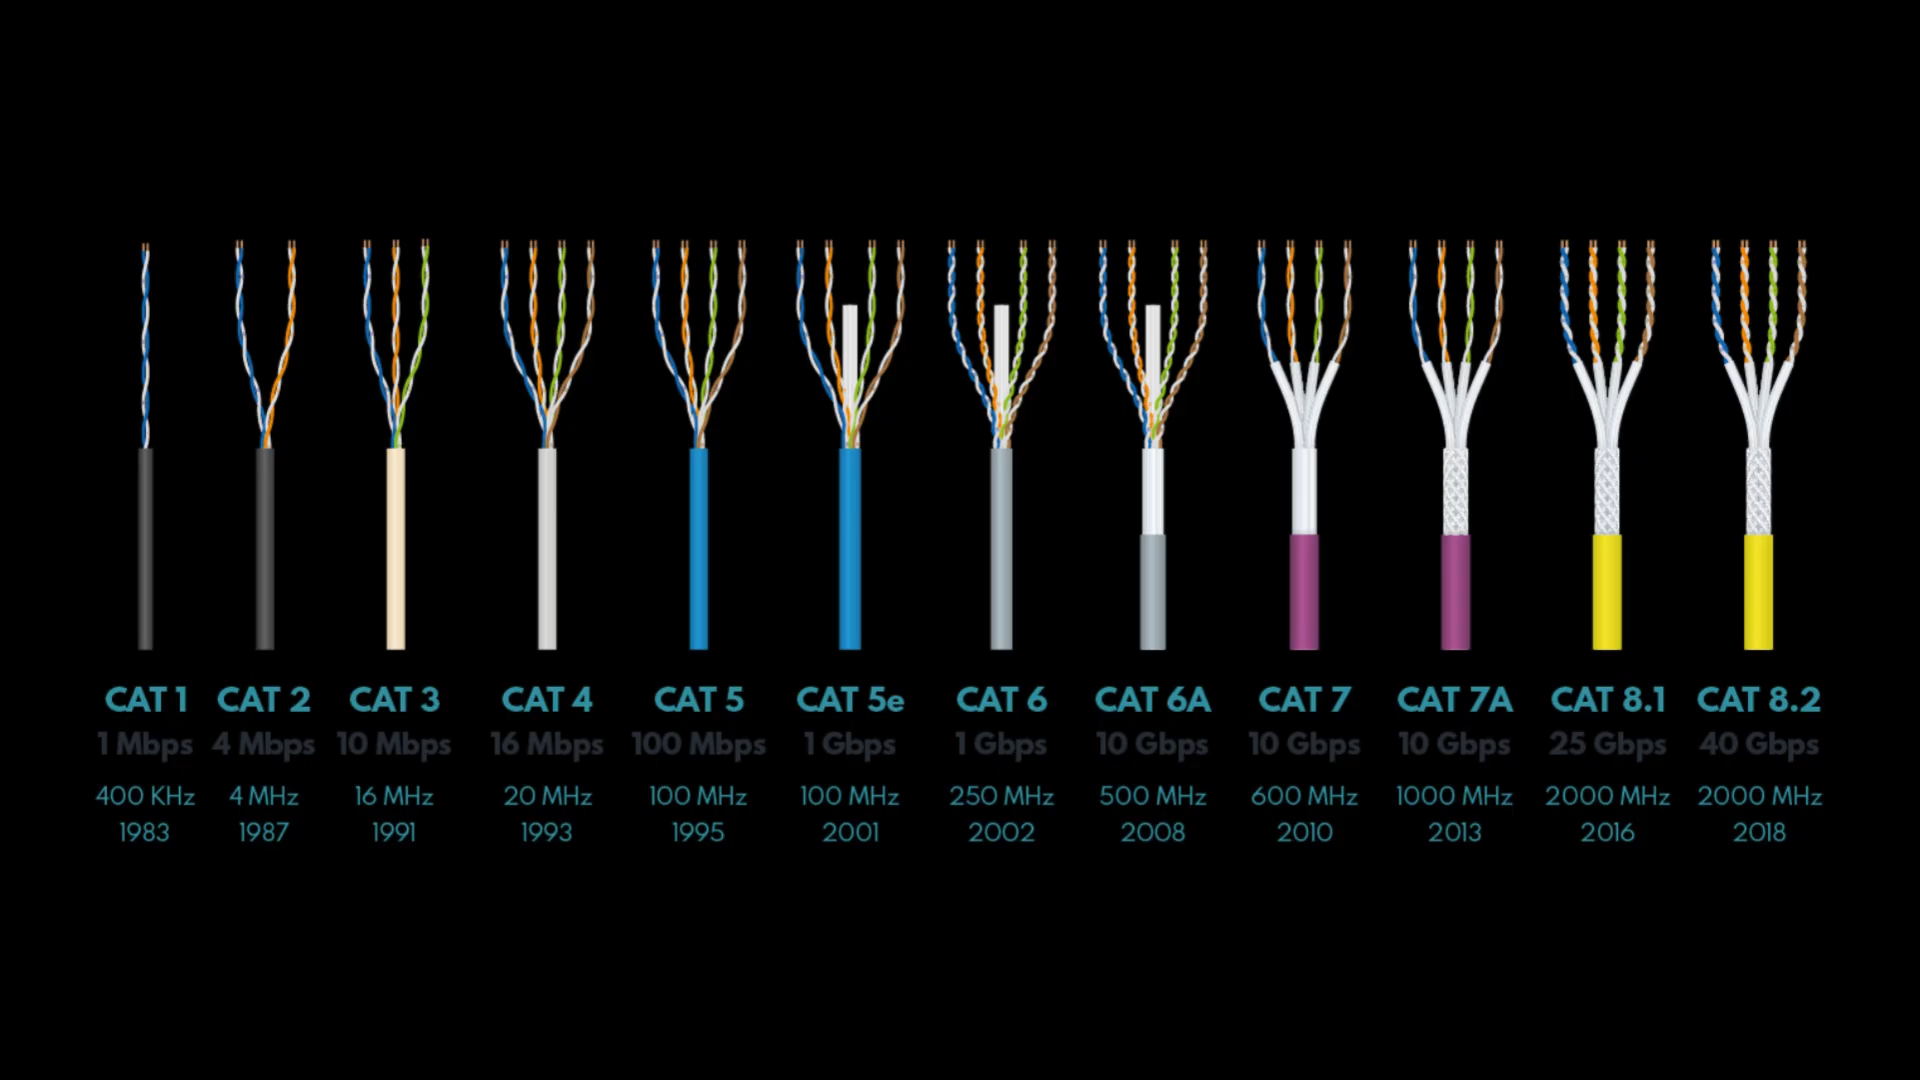 CAT 1 CAT 2 CAT 3 CAT 4 CAT 5 CAT 5e CAT 6 CAT 6A CAT 7 CAT 7A CAT 8.1 CAT 8.2
1 Mbps 4 Mbps 10 Mbps 16 Mbps 100 Mbps 1 Gbps 1 Gbps 10 Gbps 10 Gbps 10 Gbps 25 Gbps 40 Gbps
400 KHz 4 MHz 16 MHz 20 MHz 100 MHz 100 MHz 250 MHz 500 MHz 600 MHz 1000 MHz 2000 MHz 2000 MHz
1983 1987 1991 1993 1995 2001 2002 2008 2010 2013 2016 2018